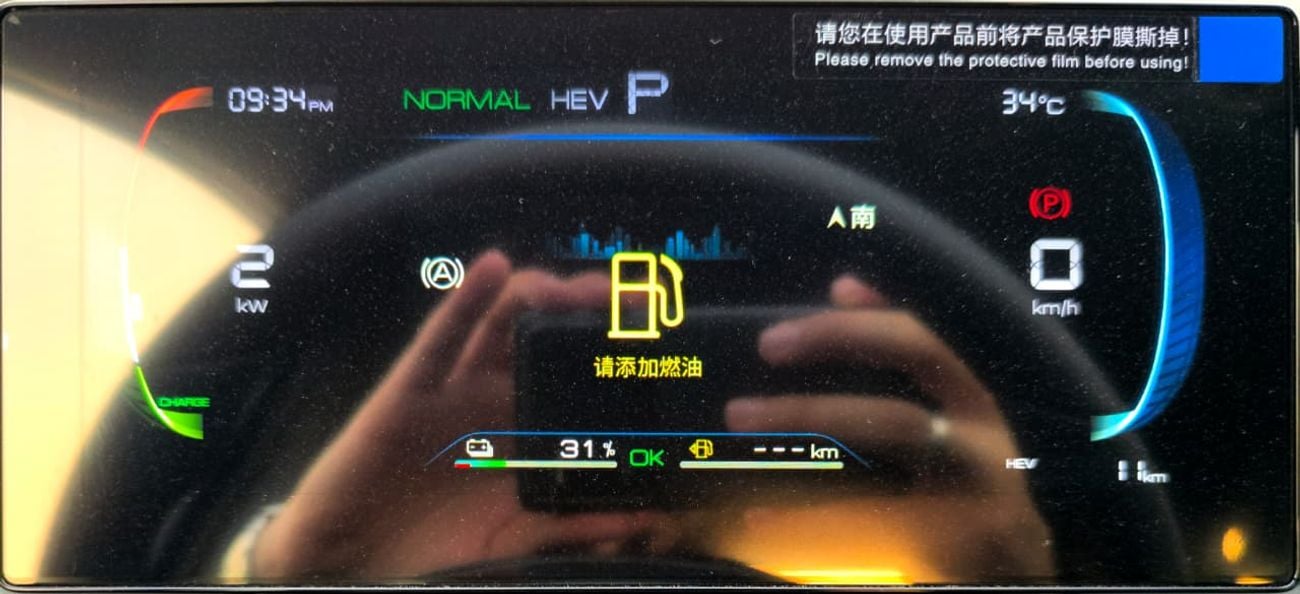 请您在使用产品前将产品保护膜撕掉！
Please remove the protective film before using!
09:34PM
NORMAL HEV P
34℃
南
P
2
kW
A
0
km/h
请添加燃油
CHARGE
31%
OK
---km
HEV 11km